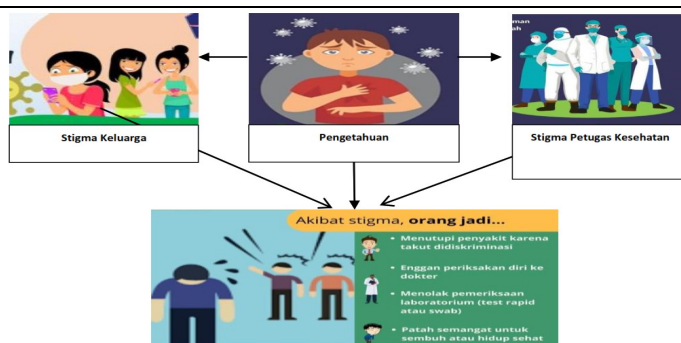 ah
Stigma Keluarga
Pengetahuan
Stigma Petugas Kesehatan
Akibat stigma, orang jadi...
• Menutupi penyakit karena
takut didiskriminasi
• Enggan periksakan diri ke
dokter
• Menolak pemeriksaan
laboratorium (test rapid
atau swab)
• Patah semangat untuk
sembuh atau hidup sehat